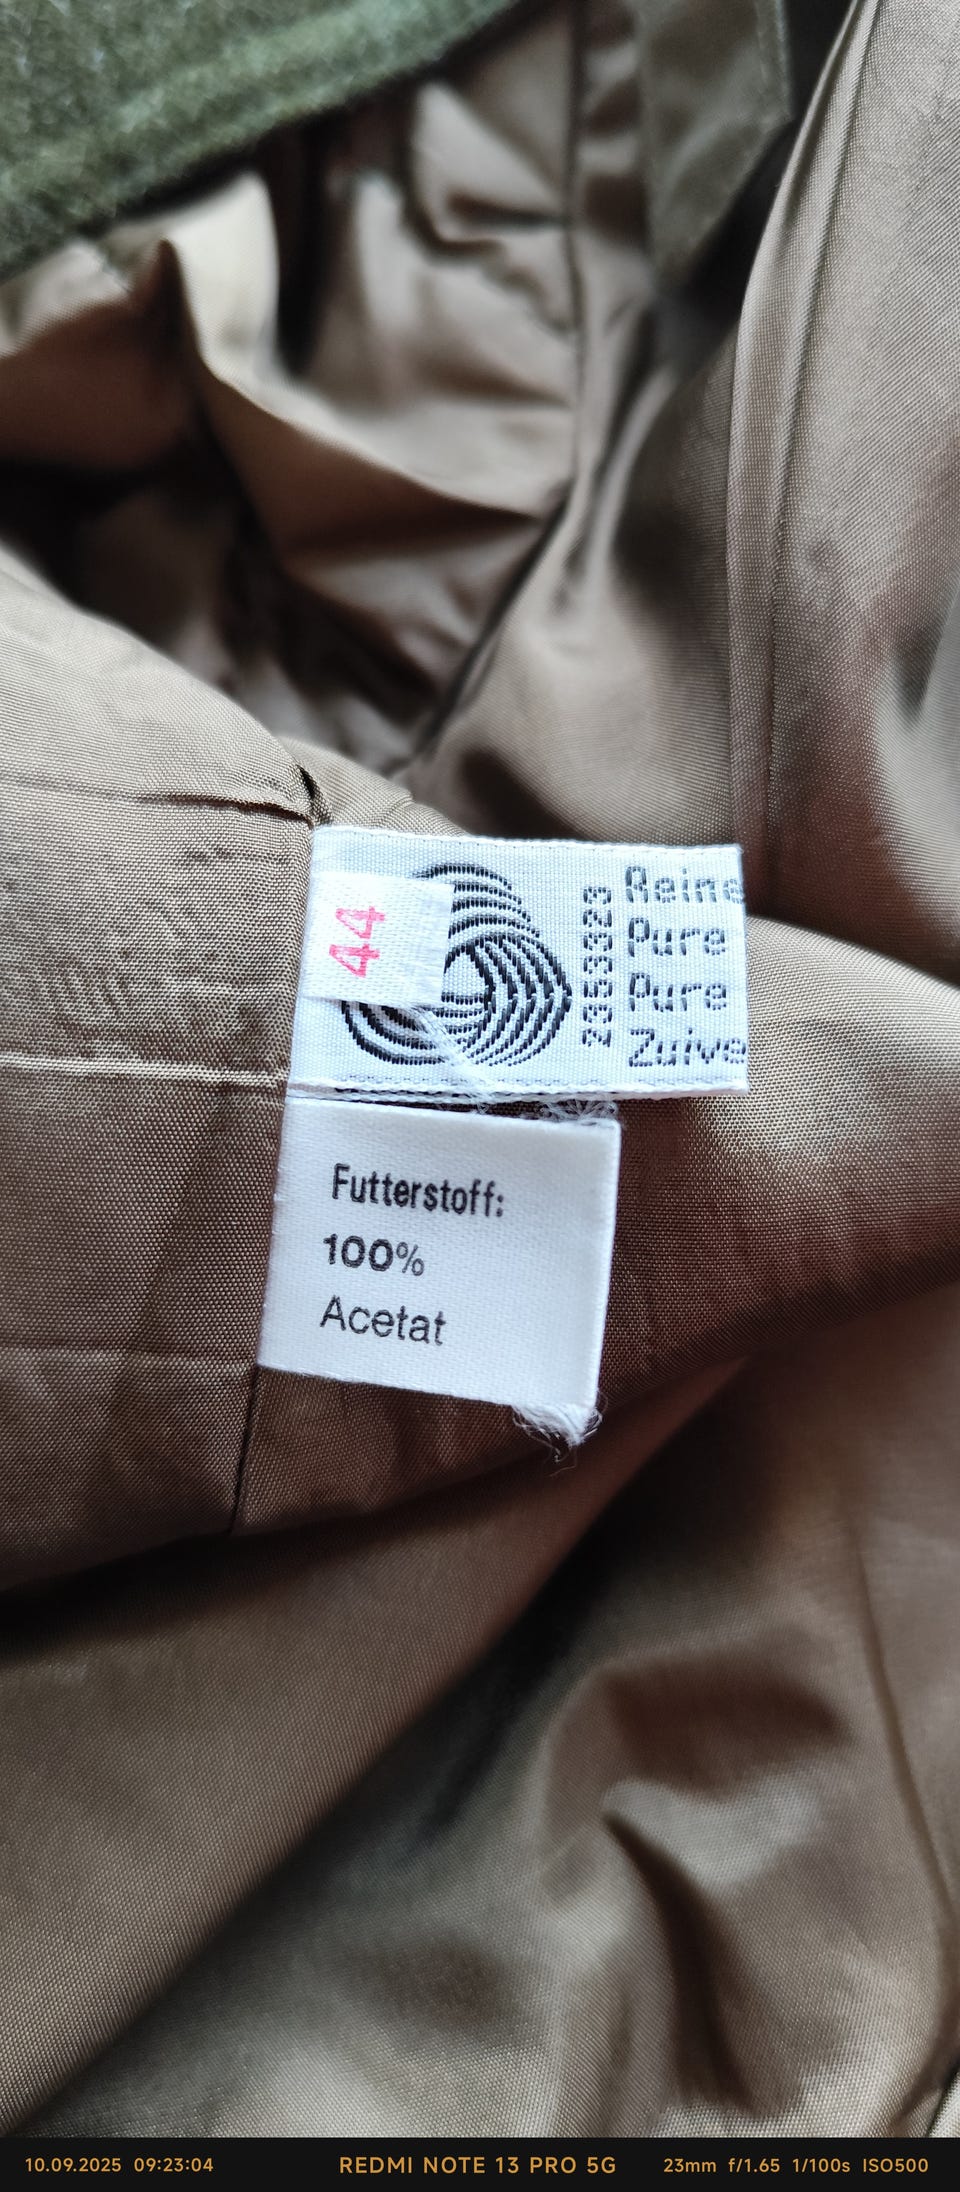 44
2353323
Reine
Pure
Pure
Zuive
Futterstoff:
100%
Acetat
10.09.2025 09:23:04
REDMI NOTE 13 PRO 5G
23mm f/1.65 1/100s ISO500